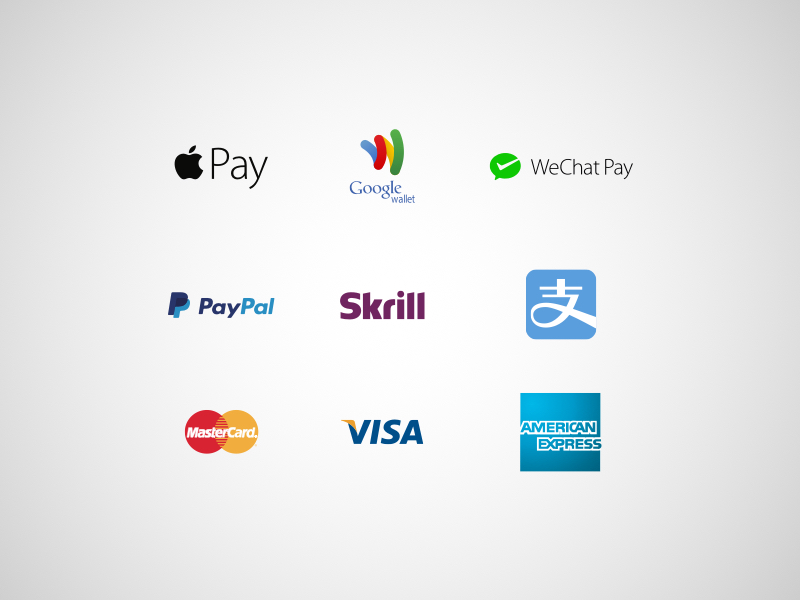 Pay
Google
wallet
WeChat Pay
P PayPal
Skrill
支
MasterCard.
VISA
AMERICAN
EXPRESS